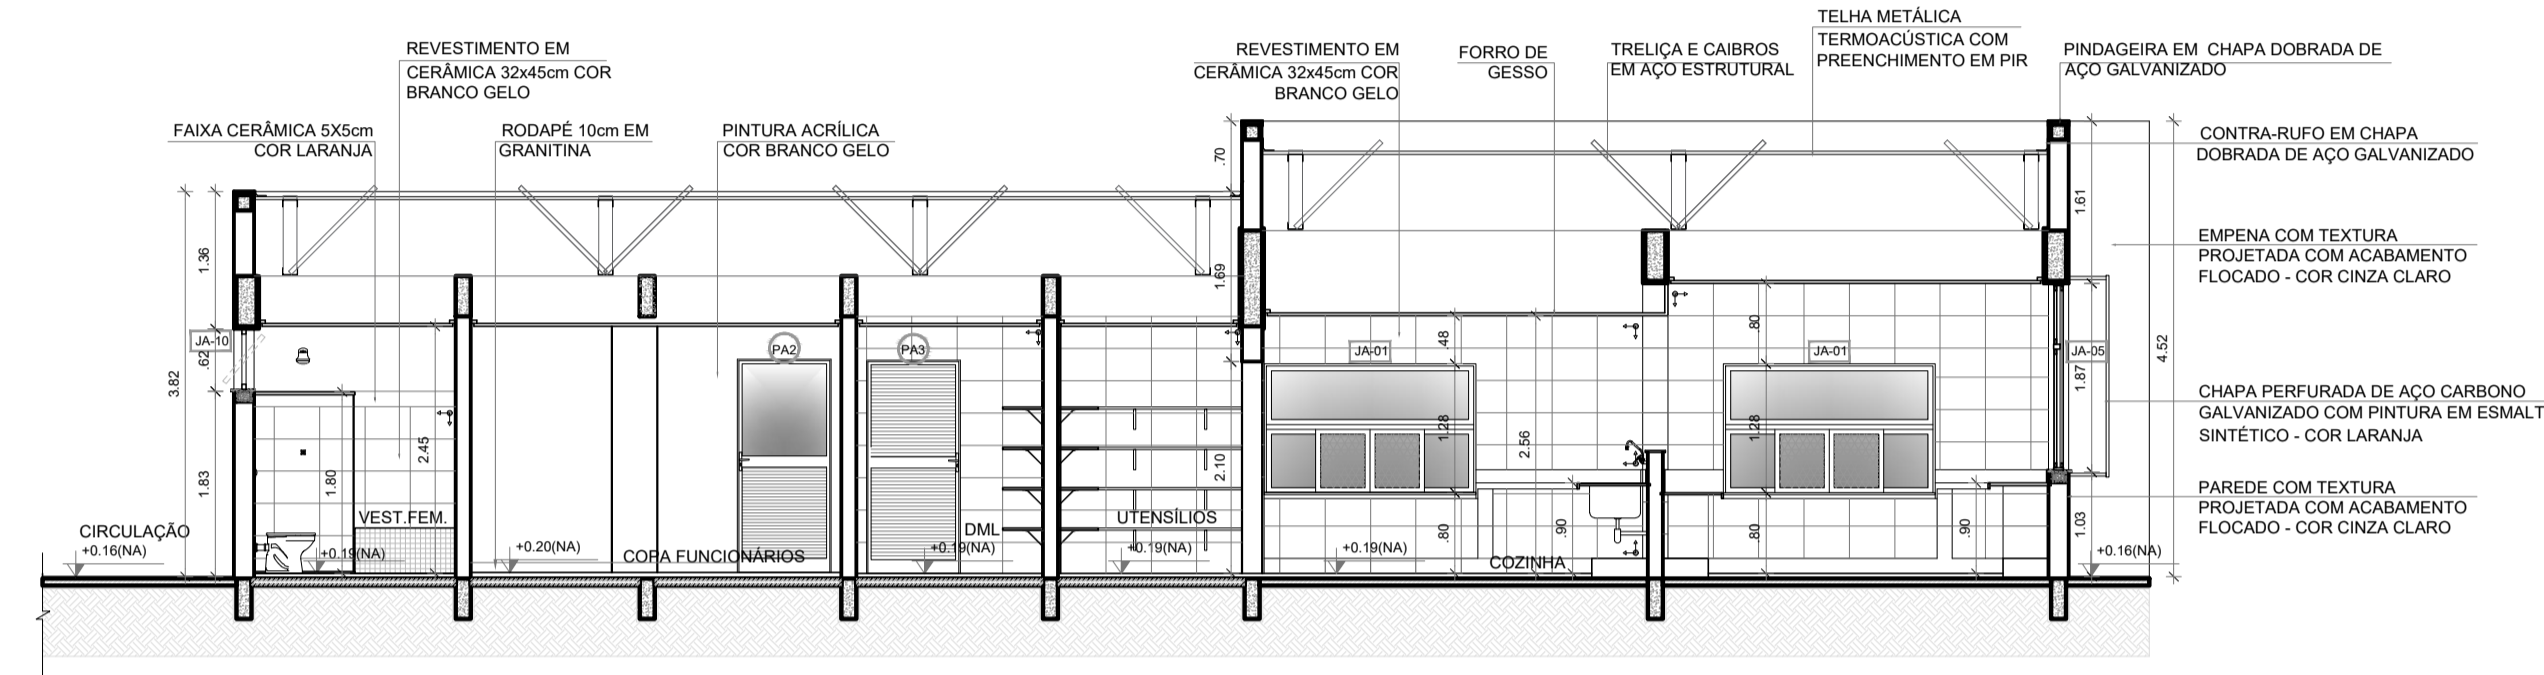 TELHA METÁLICA
TERMOACÚSTICA COM
PREENCHIMENTO EM PIR
REVESTIMENTO EM
CERÂMICA 32x45cm COR
BRANCO GELO
REVESTIMENTO EM
CERÂMICA 32x45cm COR
BRANCO GELO
FORRO DE
GESSO
TRELIÇA E CAIBROS
EM AÇO ESTRUTURAL
PINDAGEIRA EM CHAPA DOBRADA DE
AÇO GALVANIZADO
FAIXA CERÂMICA 5X5cm
COR LARANJA
RODAPÉ 10cm EM
GRANITINA
PINTURA ACRÍLICA
COR BRANCO GELO
CONTRA-RUFO EM CHAPA
DOBRADA DE AÇO GALVANIZADO
.70
1.61
1.36
1.69
EMPENA COM TEXTURA
PROJETADA COM ACABAMENTO
FLOCADO - COR CINZA CLARO
JA-10
.62
3.82
PA2
PA3
.48
JA-01
.80
JA-01
JA-05
1.87
4.52
CHAPA PERFURADA DE AÇO CARBONO
GALVANIZADO COM PINTURA EM ESMALT
SINTÉTICO - COR LARANJA
2.45
1.28
2.56
1.28
1.83
1.80
2.10
PAREDE COM TEXTURA
PROJETADA COM ACABAMENTO
FLOCADO - COR CINZA CLARO
CIRCULAÇÃO
+0.16(NA)
VEST.FEM.
+0.19(NA)
+0.20(NA)
COPA FUNCIONÁRIOS
DML
+0.19(NA)
UTENSÍLIOS
+0.19(NA)
+0.19(NA)
.80
COZINHA
.90
.80
.90
1.03
+0.16(NA)